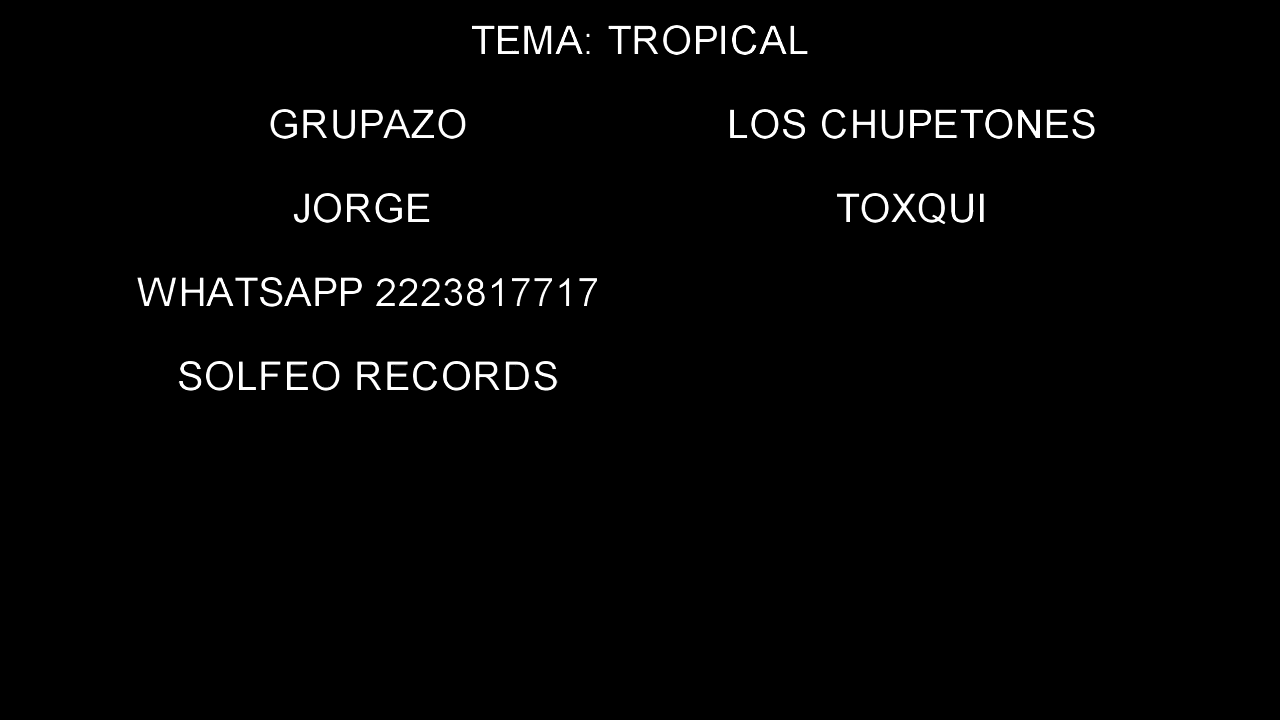 TEMA: TROPICAL
GRUPAZO LOS CHUPETONES
JORGE TOXQUI
WHATSAPP 2223817717
SOLFEO RECORDS